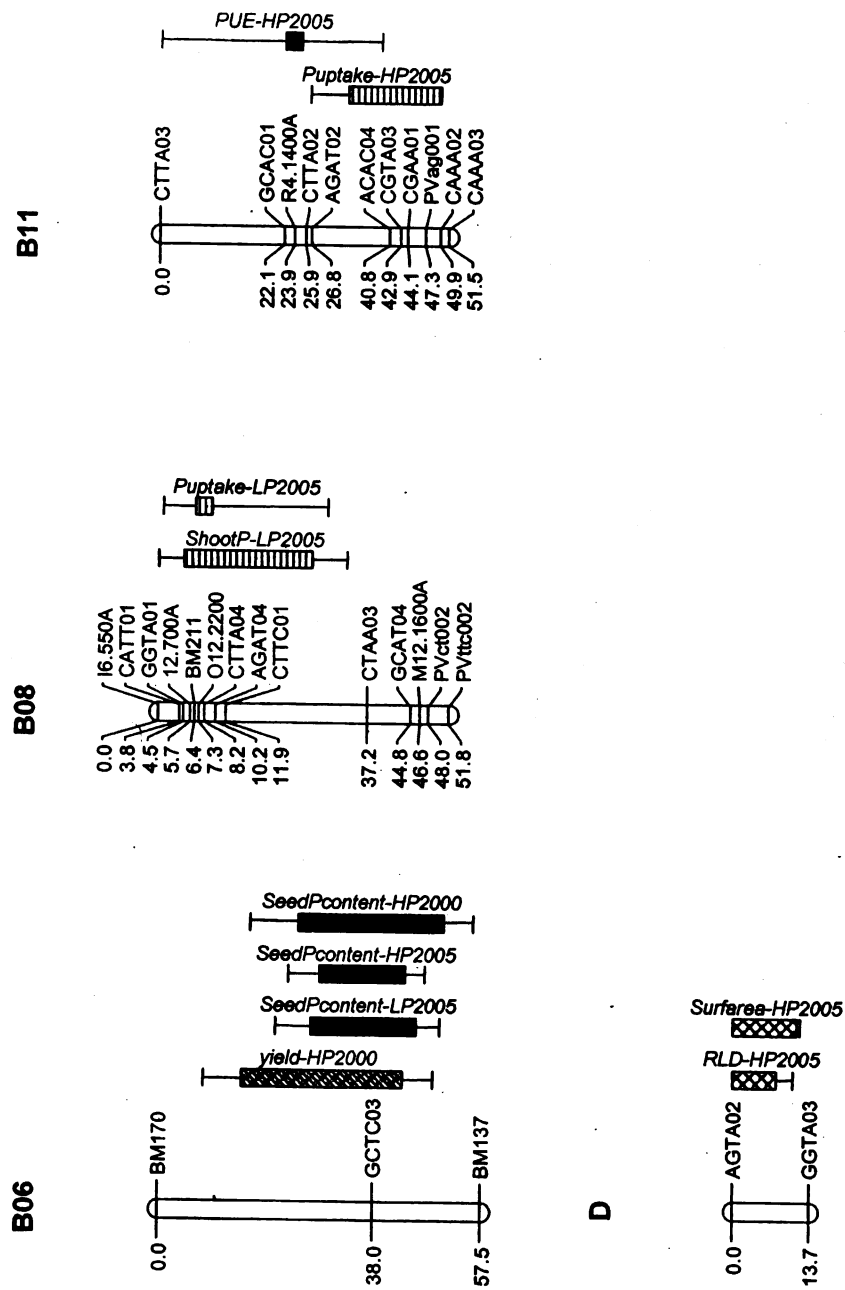 B06
0.0 BM170
38.0 GCTC03
57.5 BM137
yield-HP2000
SeedPcontent-LP2005
SeedPcontent-HP2005
SeedPcontent-HP2000
B08
0.0 I6.550A
3.8 CATT01
4.5 GGTA01
5.7 12.700A
6.4 BM211
7.3 O12.2200
8.2 CTTA04
10.2 AGAT04
11.9 CTTC01
37.2 CTAA03
44.8 GCAT04
46.6 M12.1600A
48.0 PVct002
51.8 PVttc002
ShootP-LP2005
Puptake-LP2005
B11
0.0 CTTA03
22.1 GCAC01
23.9 R4.1400A
25.9 CTTA02
26.8 AGAT02
40.8 ACAC04
42.9 CGTA03
44.1 CGAA01
47.3 PVag001
49.9 CAAA02
51.5 CAAA03
Puptake-HP2005
PUE-HP2005
D
0.0 AGTA02
13.7 GGTA03
RLD-HP2005
Surfarea-HP2005